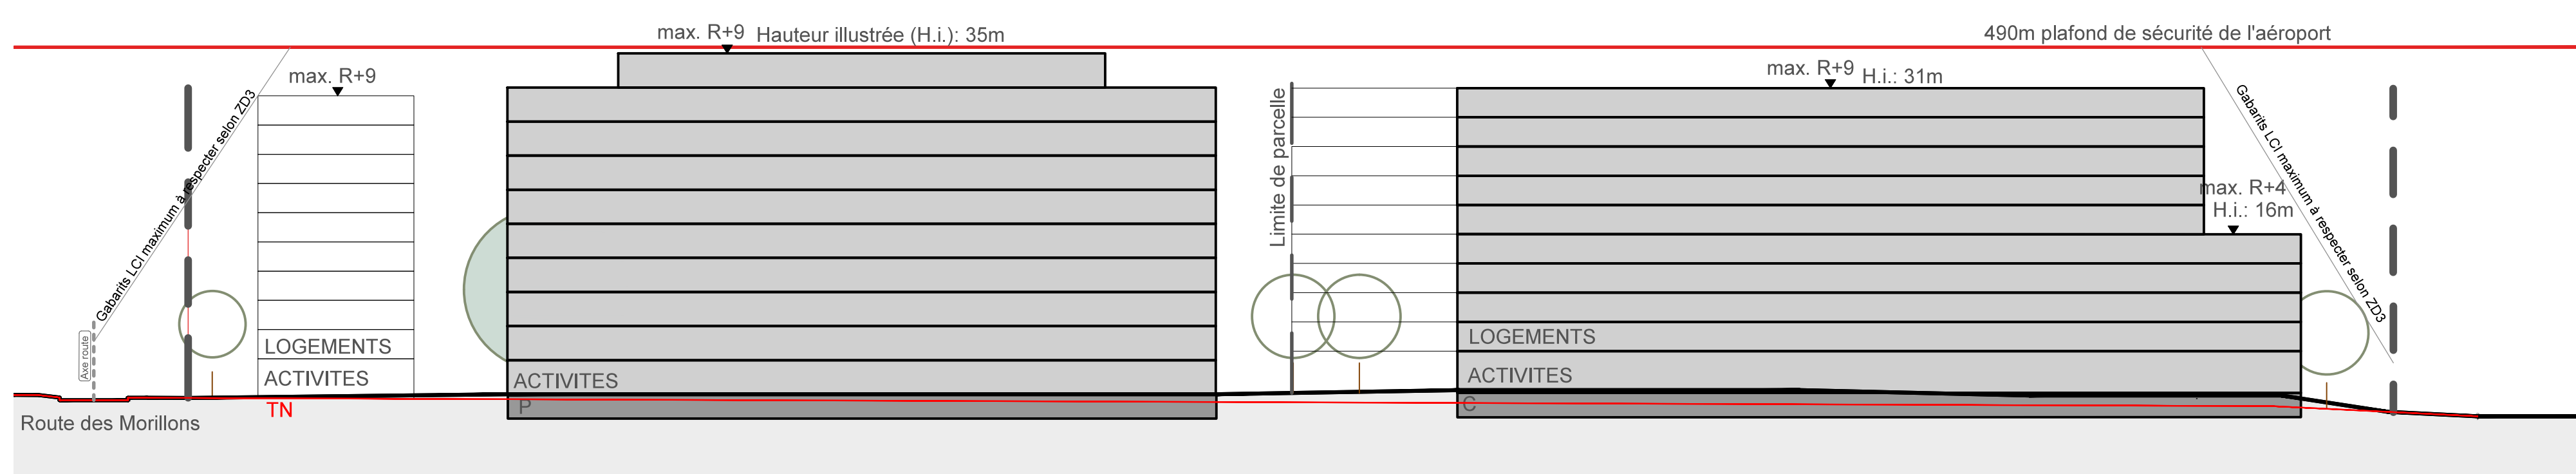 max. R+9
Hauteur illustrée (H.i.): 35m
490m plafond de sécurité de l'aéroport
max. R+9
max. R+9
H.i.: 31m
Gabarits LCI maximum à respecter selon ZD3
Limite de parcelle
Gabarits LCI maximum à respecter selon ZD3
max. R+4
H.i.: 16m
Axe route
LOGEMENTS
LOGEMENTS
ACTIVITES
ACTIVITES
ACTIVITES
TN
P
C
Route des Morillons